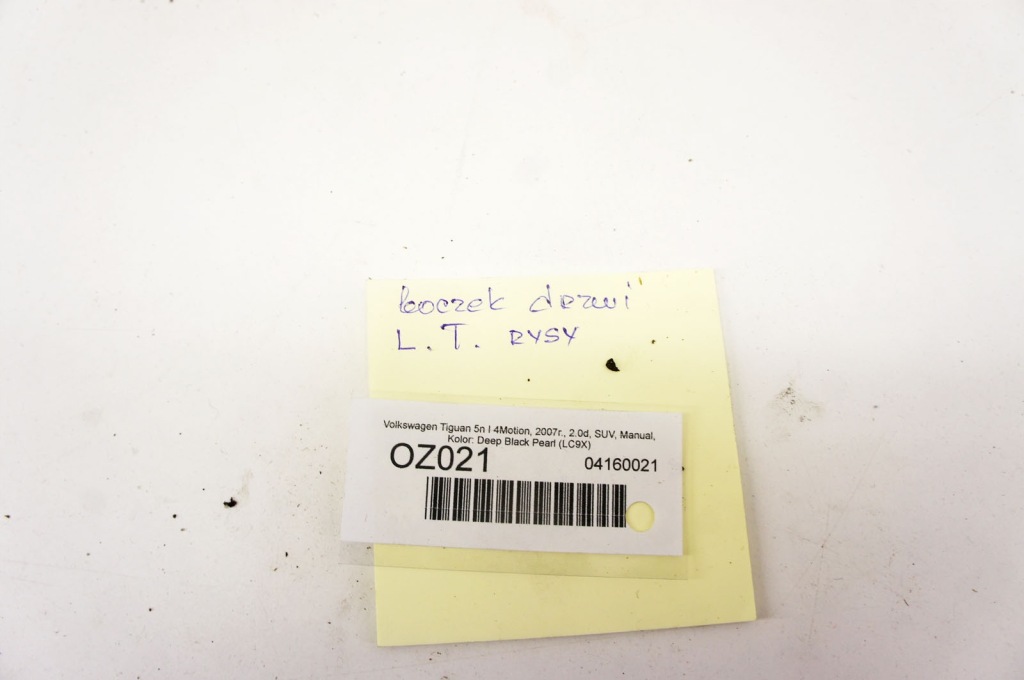 boczek drzwi
L.T. RYSY
Volkswagen Tiguan 5n I 4Motion, 2007r., 2.0d, SUV, Manual,
Kolor: Deep Black Pearl (LC9X)
OZ021 04160021